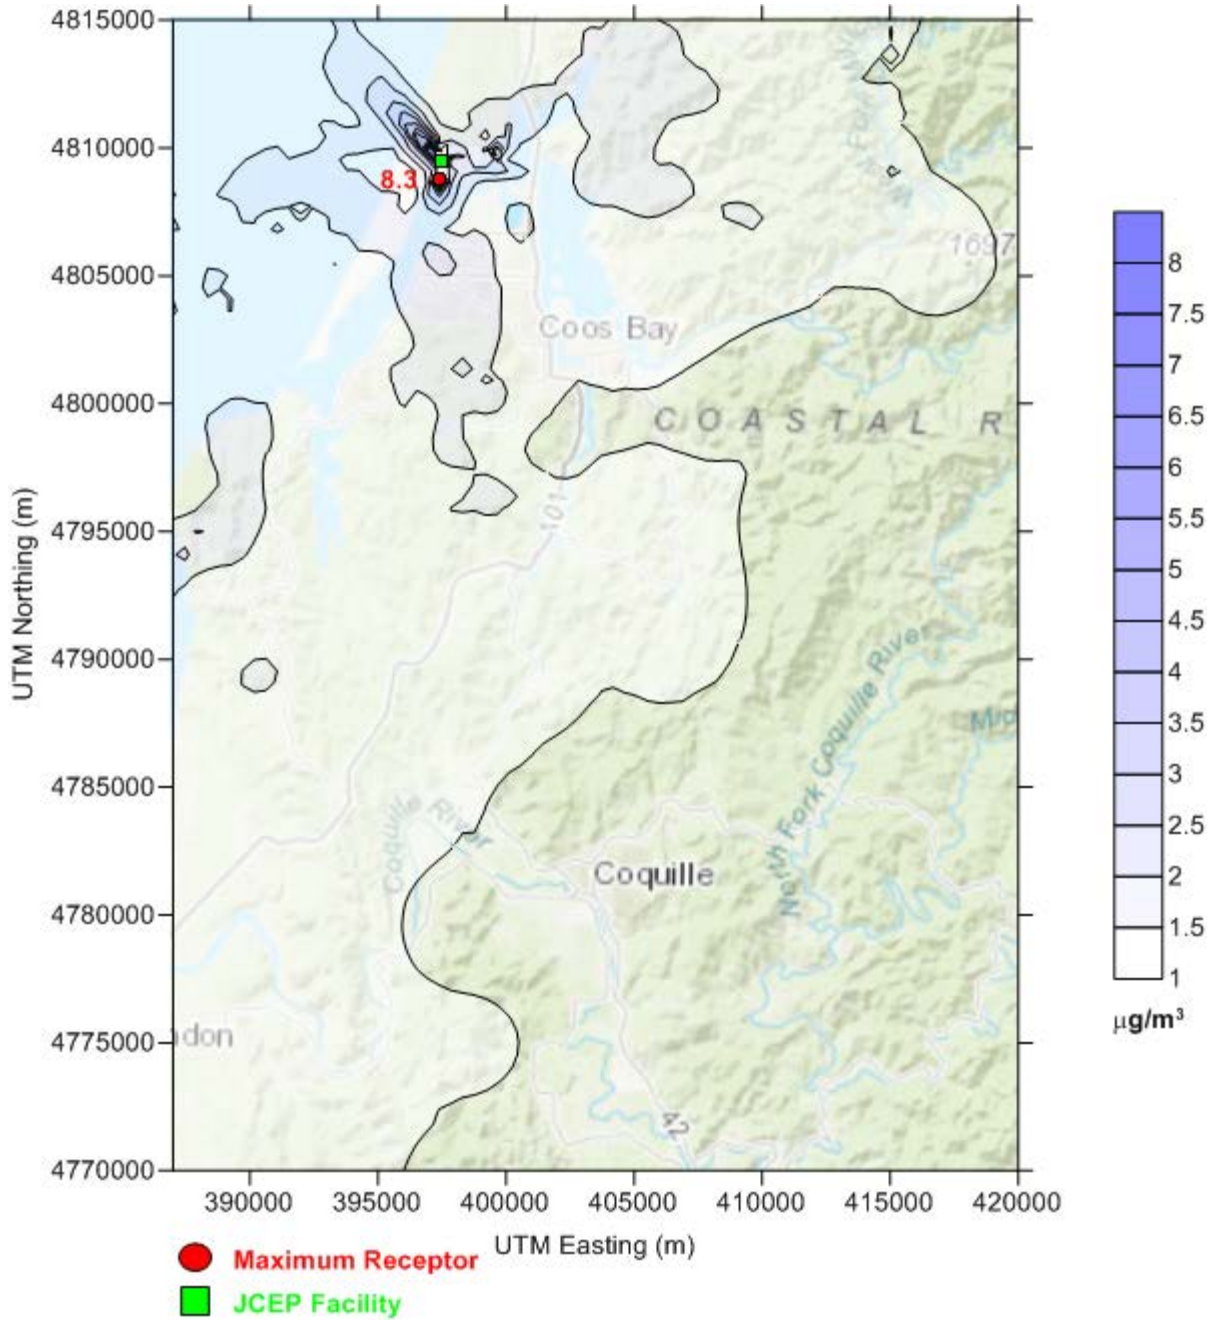 4815000
4810000
4805000
4800000
4795000
4790000
4785000
4780000
4775000
4770000
UTM Northing (m)
8.3
1697
Coos Bay
COASTAL R
101
North Fork Coquille River
Mid
Coquille River
Coquille
don
42
390000 395000 400000 405000 410000 415000 420000
UTM Easting (m)
8
7.5
7
6.5
6
5.5
5
4.5
4
3.5
3
2.5
2
1.5
1
µg/m³
Maximum Receptor
JCEP Facility